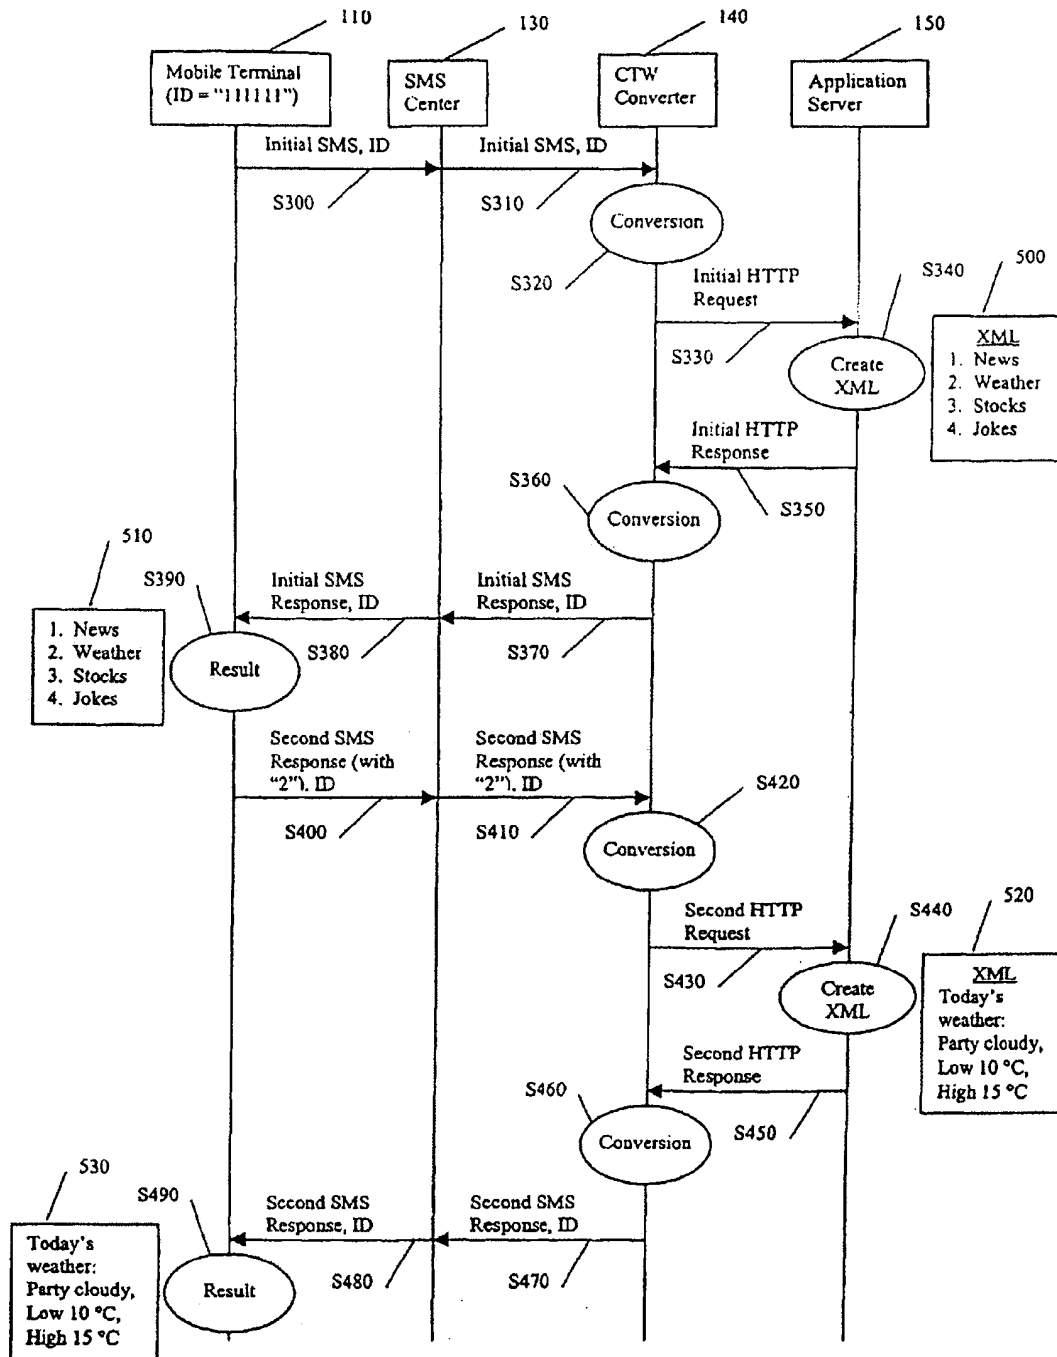 110
130
140
150
Mobile Terminal
(ID = "111111")
SMS
Center
CTW
Converter
Application
Server
Initial SMS, ID
Initial SMS, ID
S300
S310
Conversion
S320
Initial HTTP
Request
S340
500
S330
Create
XML
XML
1. News
2. Weather
3. Stocks
4. Jokes
Initial HTTP
Response
S360
S350
Conversion
510
S390
Initial SMS
Response, ID
Initial SMS
Response, ID
1. News
2. Weather
3. Stocks
4. Jokes
Result
S380
S370
Second SMS
Response (with
"2"), ID
Second SMS
Response (with
"2"), ID
S420
S400
S410
Conversion
Second HTTP
Request
S440
520
S430
Create
XML
XML
Today's
weather:
Party cloudy,
Low 10 °C,
High 15 °C
Second HTTP
Response
S460
S450
Conversion
530
S490
Second SMS
Response, ID
Second SMS
Response, ID
Today's
weather:
Party cloudy,
Low 10 °C,
High 15 °C
Result
S480
S470